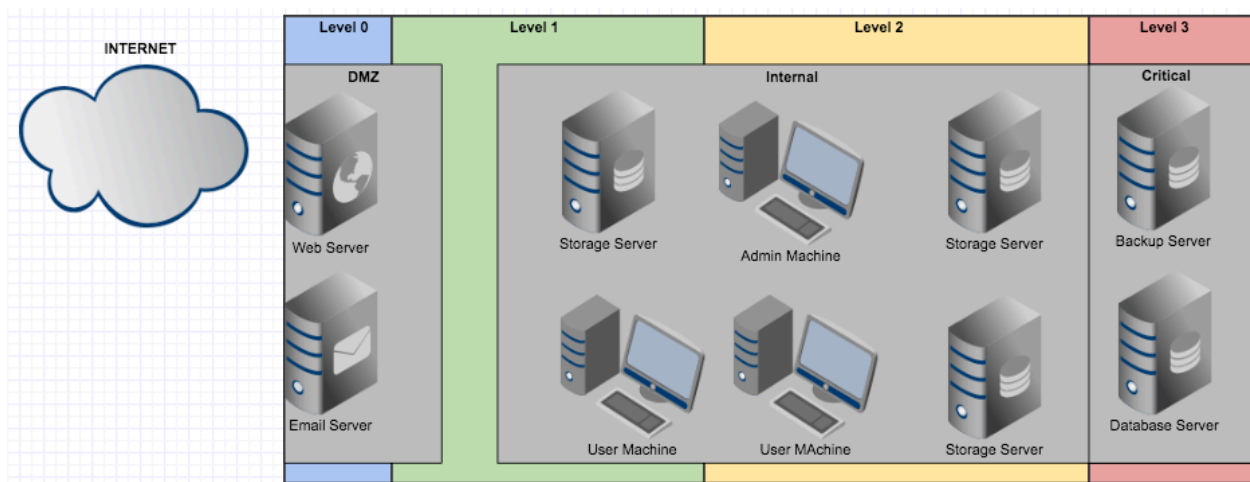 INTERNET
Level 0
Level 1
Level 2
Level 3
DMZ
Internal
Critical
Web Server
Storage Server
Admin Machine
Storage Server
Backup Server
Email Server
User Machine
User MAchine
Storage Server
Database Server